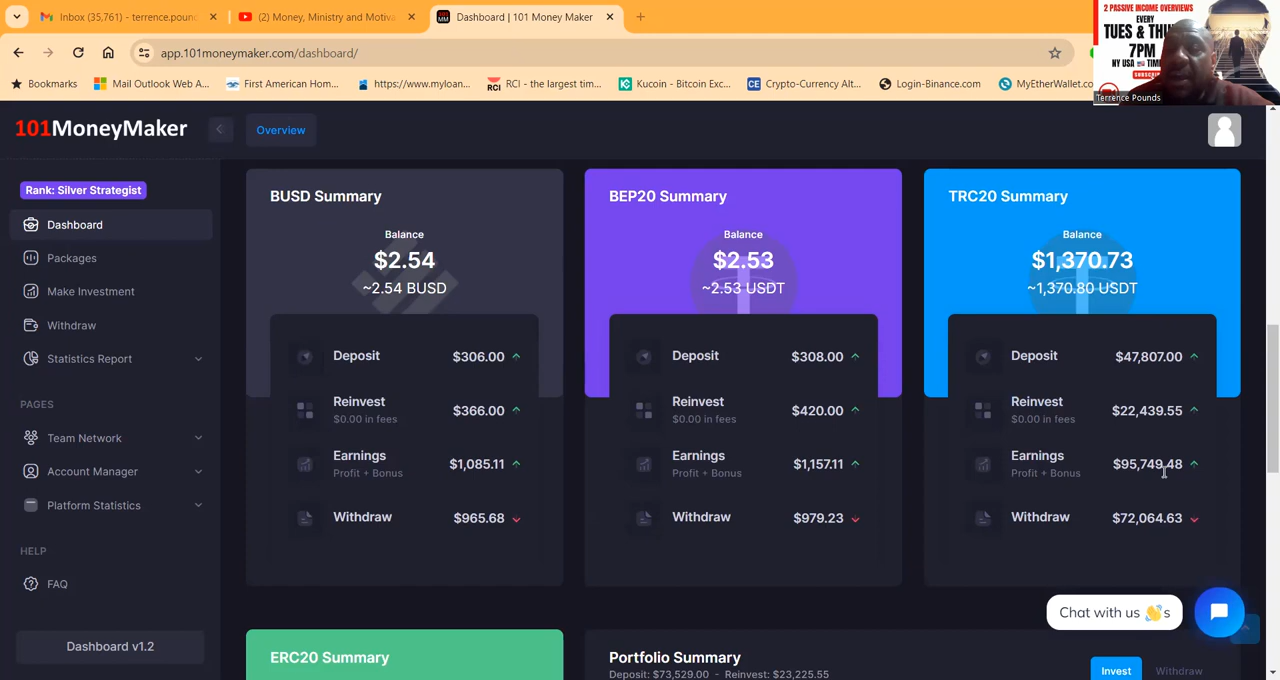 Inbox (35,761) - terrence.poun
(2) Money, Ministry and Motiva
Dashboard | 101 Money Maker
app.101moneymaker.com/dashboard/
Bookmarks
Mail Outlook Web A...
First American Hom...
https://www.myloan...
RCI - the largest tim...
Kucoin - Bitcoin Exc...
Crypto-Currency Alt...
Login-Binance.com
MyEtherWallet.co
2 PASSIVE INCOME OVERVIEWS
EVERY
TUES & THU
7PM
NY USA TIM
SUBSC
Terrence Pounds
101MoneyMaker
Overview
Rank: Silver Strategist
Dashboard
Packages
Make Investment
Withdraw
Statistics Report
PAGES
Team Network
Account Manager
Platform Statistics
HELP
FAQ
Dashboard v1.2
BUSD Summary
Balance
$2.54
~2.54 BUSD
Deposit $306.00
Reinvest $366.00
$0.00 in fees
Earnings $1,085.11
Profit + Bonus
Withdraw $965.68
BEP20 Summary
Balance
$2.53
~2.53 USDT
Deposit $308.00
Reinvest $420.00
$0.00 in fees
Earnings $1,157.11
Profit + Bonus
Withdraw $979.23
TRC20 Summary
Balance
$1,370.73
~1,370.80 USDT
Deposit $47,807.00
Reinvest $22,439.55
$0.00 in fees
Earnings $95,749.48
Profit + Bonus
Withdraw $72,064.63
Chat with us 👋s
ERC20 Summary
Portfolio Summary
Deposit: $73,529.00 - Reinvest: $23,225.55
Invest
Withdraw